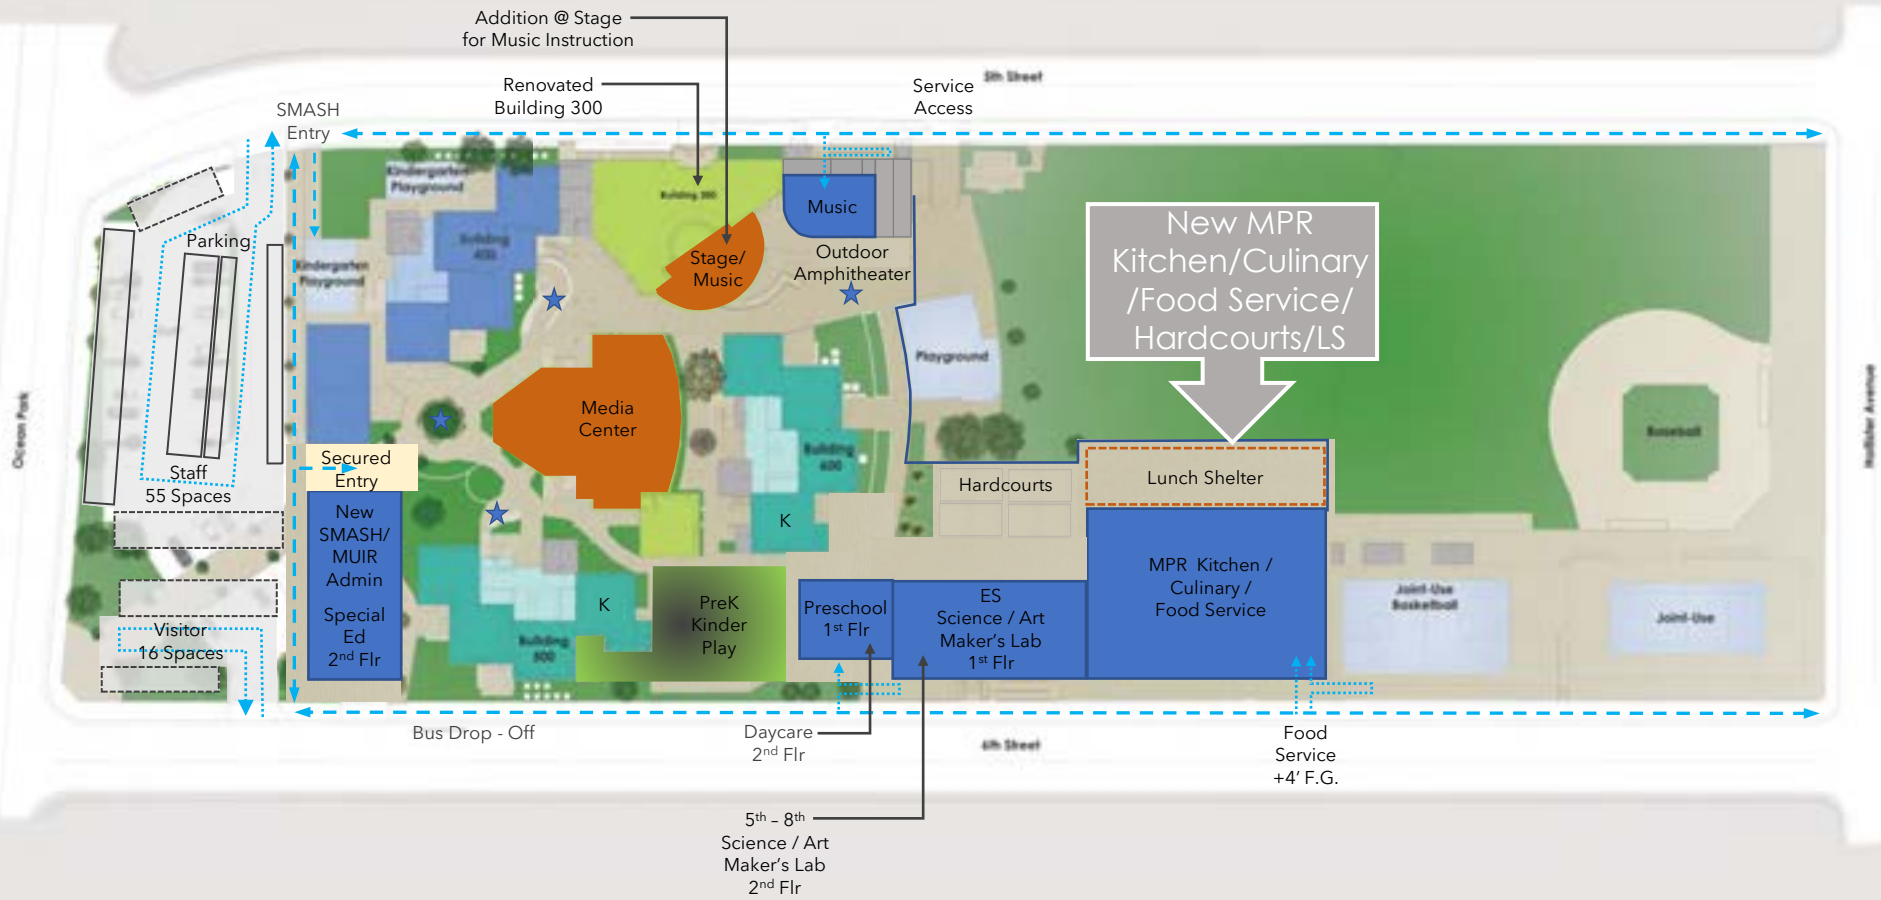 Addition @ Stage
for Music Instruction
Renovated
Building 300
Service
Access
5th Street
SMASH
Entry
Kindergarten
Playground
Building 300
Music
Parking
Building
400
Stage/
Music
Outdoor
Amphitheater
New MPR
Kitchen/Culinary
/Food Service/
Hardcourts/LS
Kindergarten
Playground
Playground
Ocean Park
Media
Center
Hollister Avenue
Baseball
Building
600
Secured
Entry
Staff
55 Spaces
Hardcourts
Lunch Shelter
K
New
SMASH/
MUIR
Admin
Special
Ed
2nd Flr
MPR Kitchen /
Culinary /
Food Service
K
PreK
Kinder
Play
Preschool
1st Flr
ES
Science / Art
Maker's Lab
1st Flr
Joint-Use
Basketball
Joint-Use
Visitor
16 Spaces
Building
500
Bus Drop - Off
Daycare
2nd Flr
6th Street
Food
Service
+4' F.G.
5th – 8th
Science / Art
Maker's Lab
2nd Flr